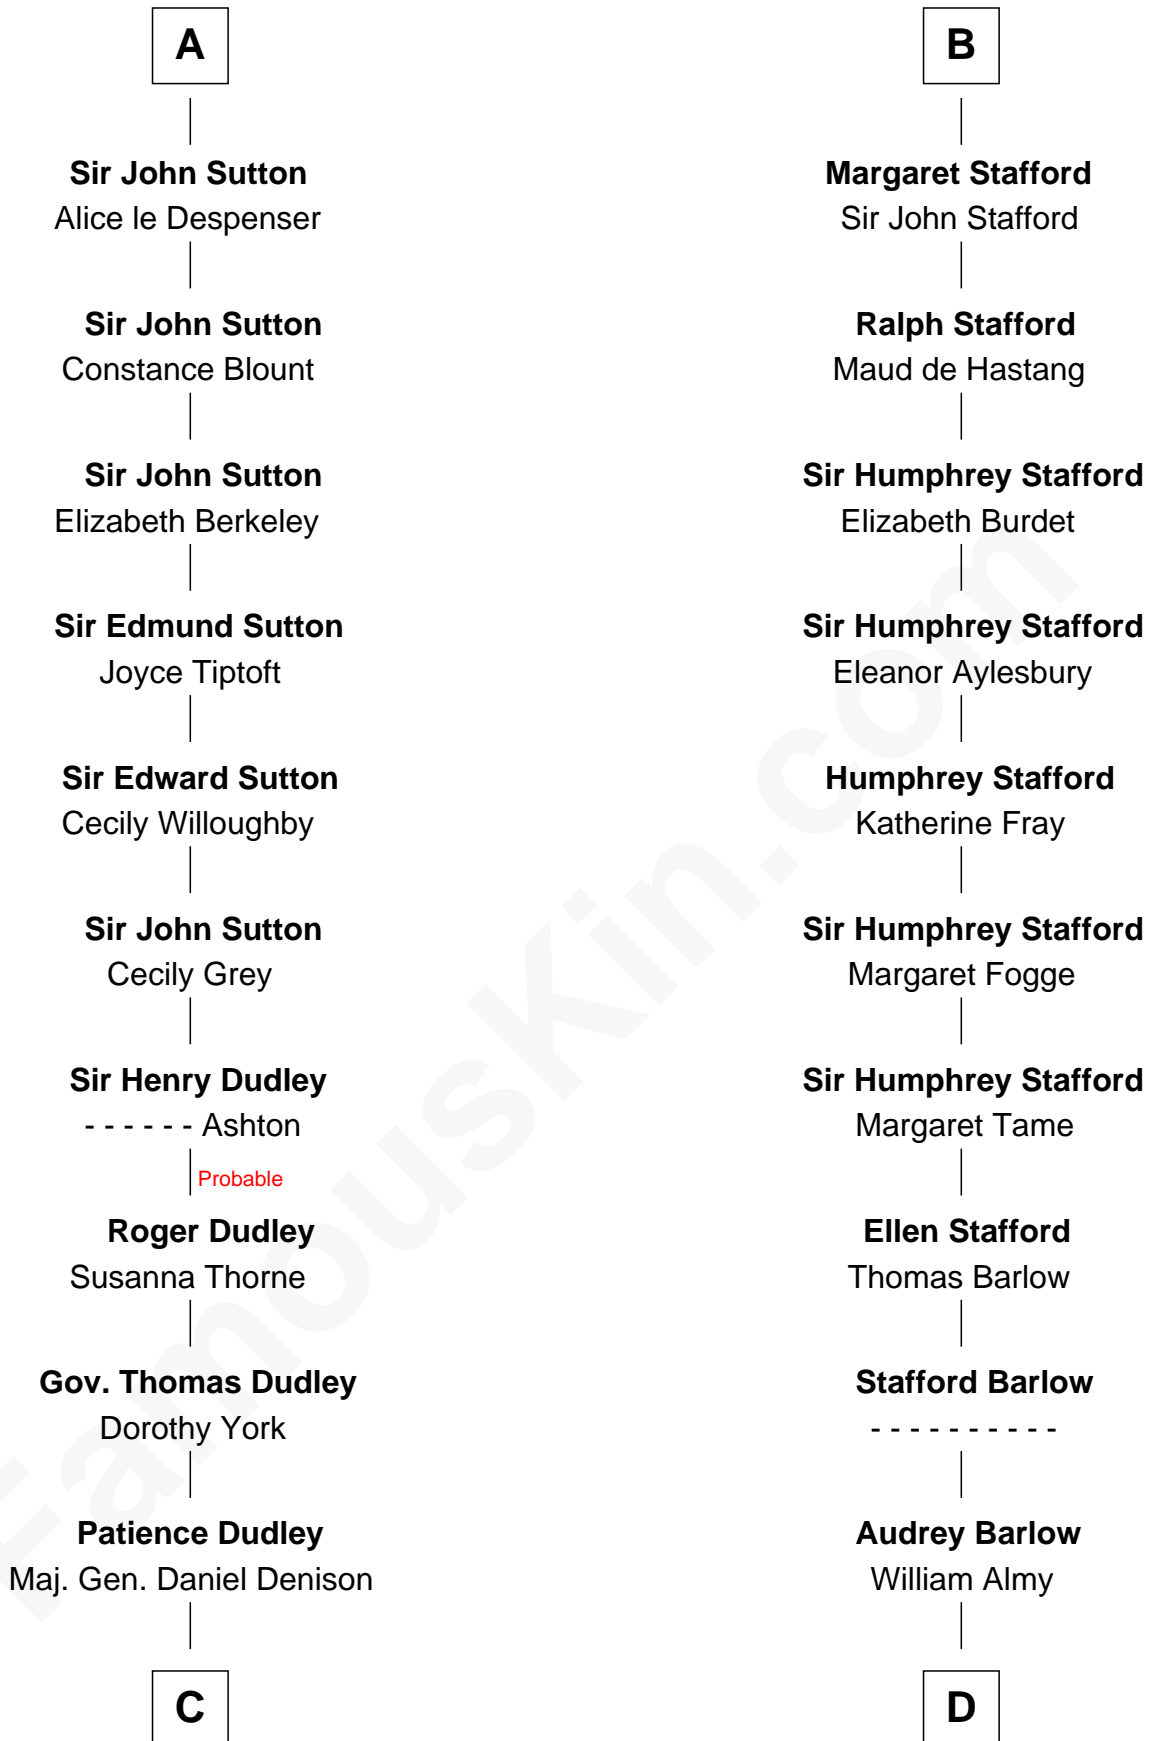 A
Sir John Sutton
Alice le Despenser
Sir John Sutton
Constance Blount
Sir John Sutton
Elizabeth Berkeley
Sir Edmund Sutton
Joyce Tiptoft
Sir Edward Sutton
Cecily Willoughby
Sir John Sutton
Cecily Grey
Sir Henry Dudley
- - - - - - Ashton
Probable
Roger Dudley
Susanna Thorne
Gov. Thomas Dudley
Dorothy York
Patience Dudley
Maj. Gen. Daniel Denison
C
B
Margaret Stafford
Sir John Stafford
Ralph Stafford
Maud de Hastang
Sir Humphrey Stafford
Elizabeth Burdet
Sir Humphrey Stafford
Eleanor Aylesbury
Humphrey Stafford
Katherine Fray
Sir Humphrey Stafford
Margaret Fogge
Sir Humphrey Stafford
Margaret Tame
Ellen Stafford
Thomas Barlow
Stafford Barlow
- - - - - - - - - -
Audrey Barlow
William Almy
D
FamousKin.com